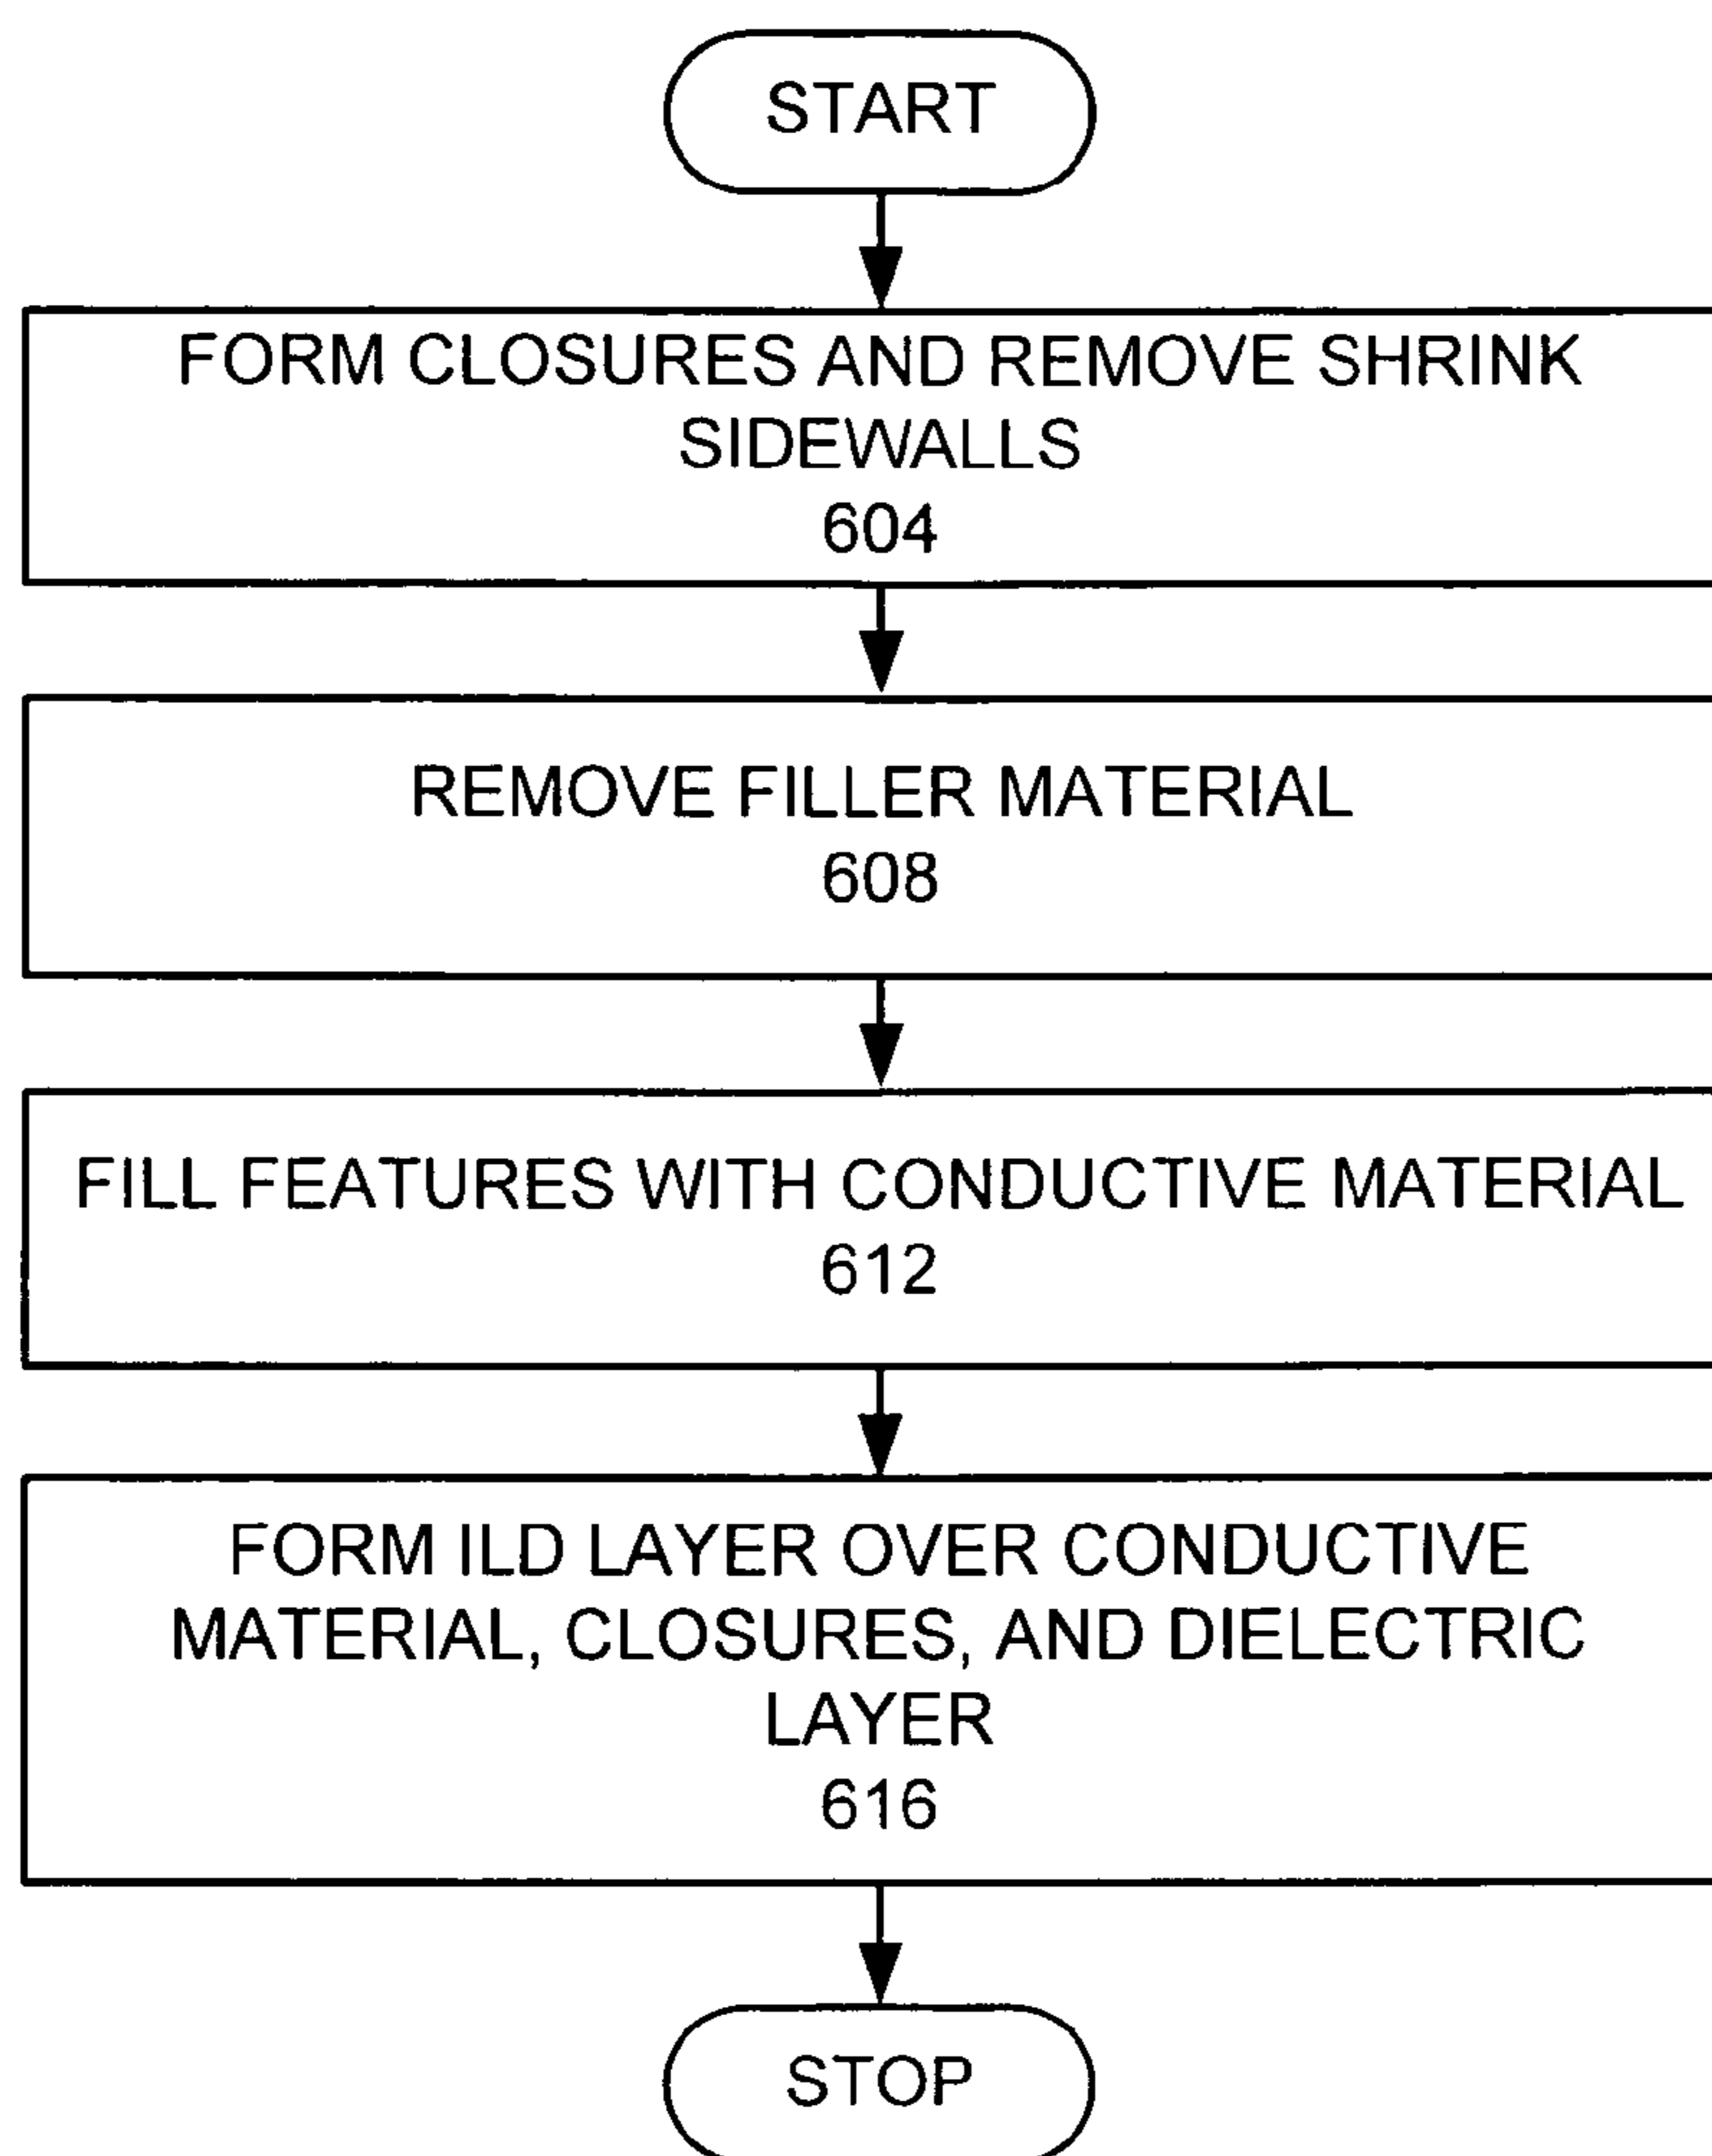 START
FORM CLOSURES AND REMOVE SHRINK
SIDEWALLS
604
REMOVE FILLER MATERIAL
608
FILL FEATURES WITH CONDUCTIVE MATERIAL
612
FORM ILD LAYER OVER CONDUCTIVE
MATERIAL, CLOSURES, AND DIELECTRIC
LAYER
616
STOP